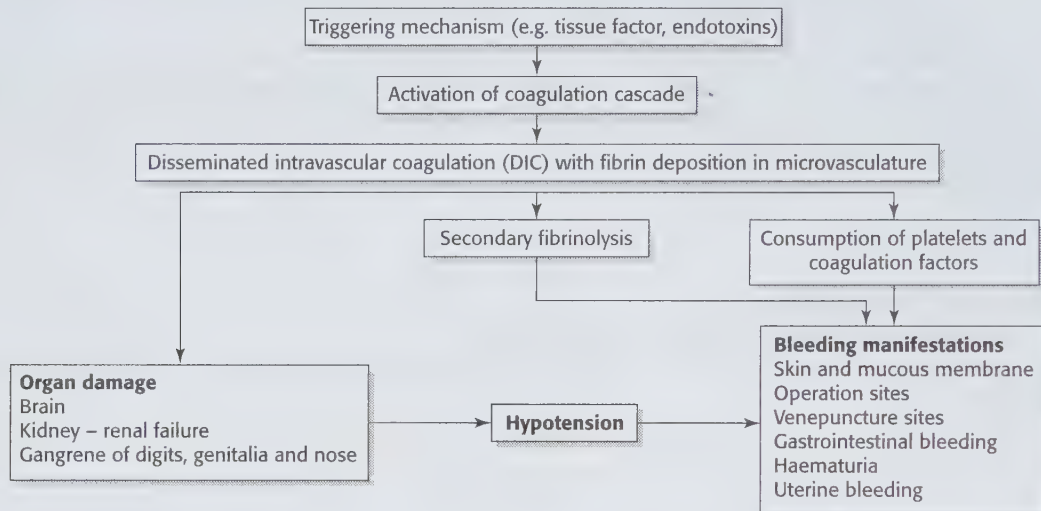 Triggering mechanism (e.g. tissue factor, endotoxins)
Activation of coagulation cascade
Disseminated intravascular coagulation (DIC) with fibrin deposition in microvasculature
Secondary fibrinolysis
Consumption of platelets and
coagulation factors
Organ damage
Brain
Kidney – renal failure
Gangrene of digits, genitalia and nose
Hypotension
Bleeding manifestations
Skin and mucous membrane
Operation sites
Venepuncture sites
Gastrointestinal bleeding
Haematuria
Uterine bleeding